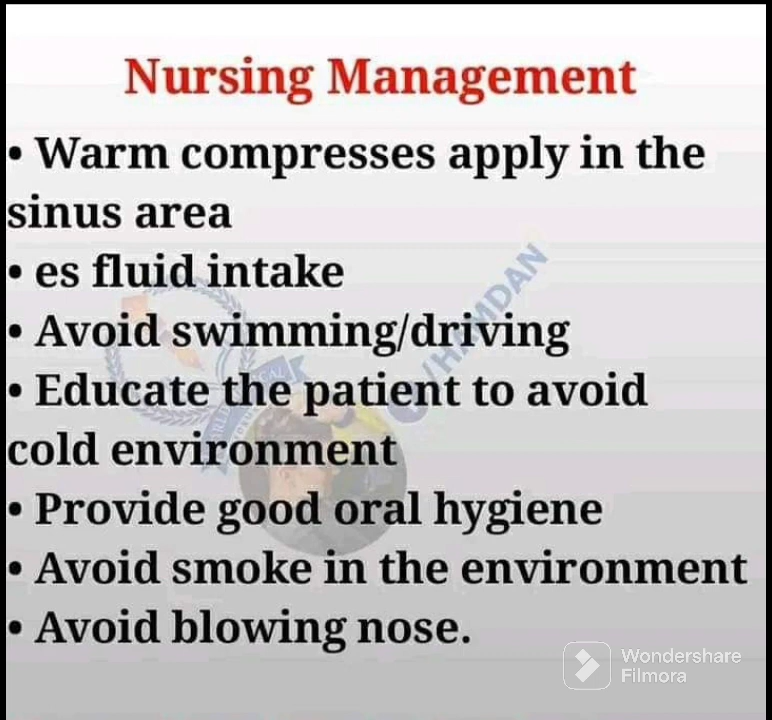 Nursing Management
• Warm compresses apply in the
sinus area
• es fluid intake
• Avoid swimming/driving
• Educate the patient to avoid
cold environment
• Provide good oral hygiene
• Avoid smoke in the environment
• Avoid blowing nose.
/HAMDAN
Wondershare
Filmora